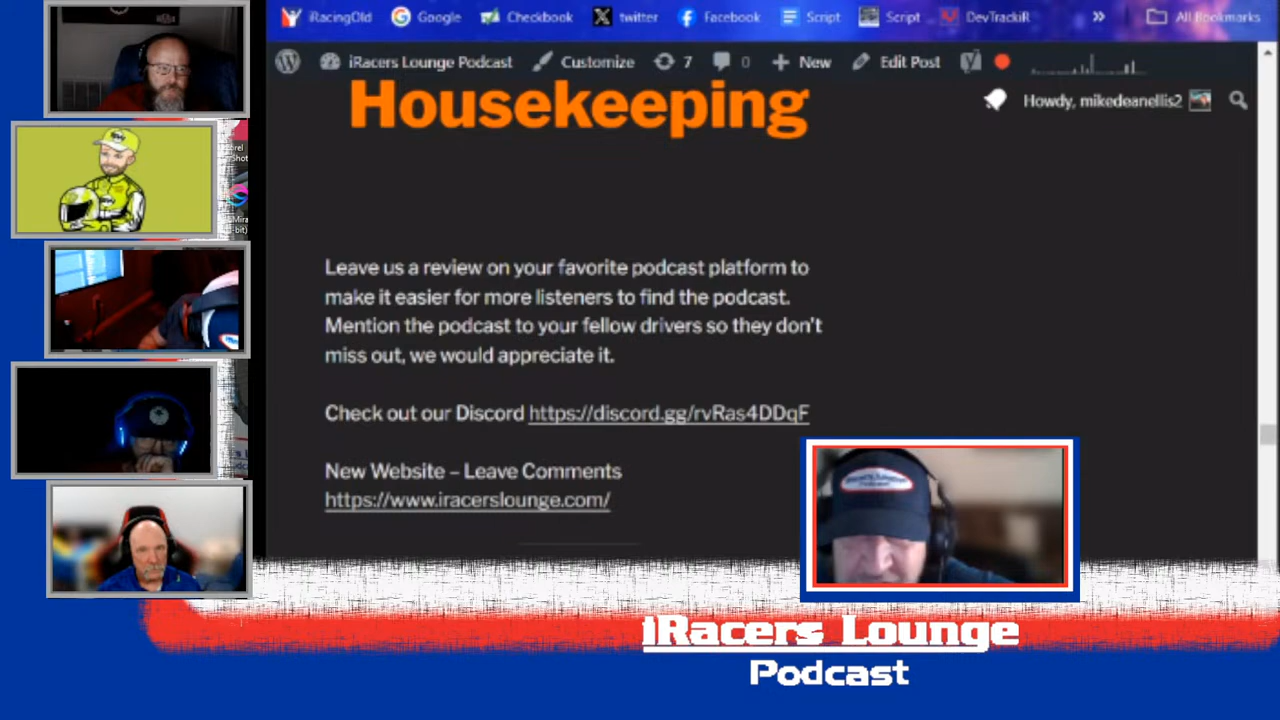 iRacingOld Google Checkbook twitter Facebook Script Script DevTrackiR » All Bookmarks
iRacers Lounge Podcast Customize 7 0 New Edit Post
Housekeeping
Howdy, mikedeanellis2
Leave us a review on your favorite podcast platform to
make it easier for more listeners to find the podcast.
Mention the podcast to your fellow drivers so they don't
miss out, we would appreciate it.
Check out our Discord https://discord.gg/rvRas4DDqF
New Website – Leave Comments
https://www.iracerslounge.com/
iRacers Lounge
Podcast